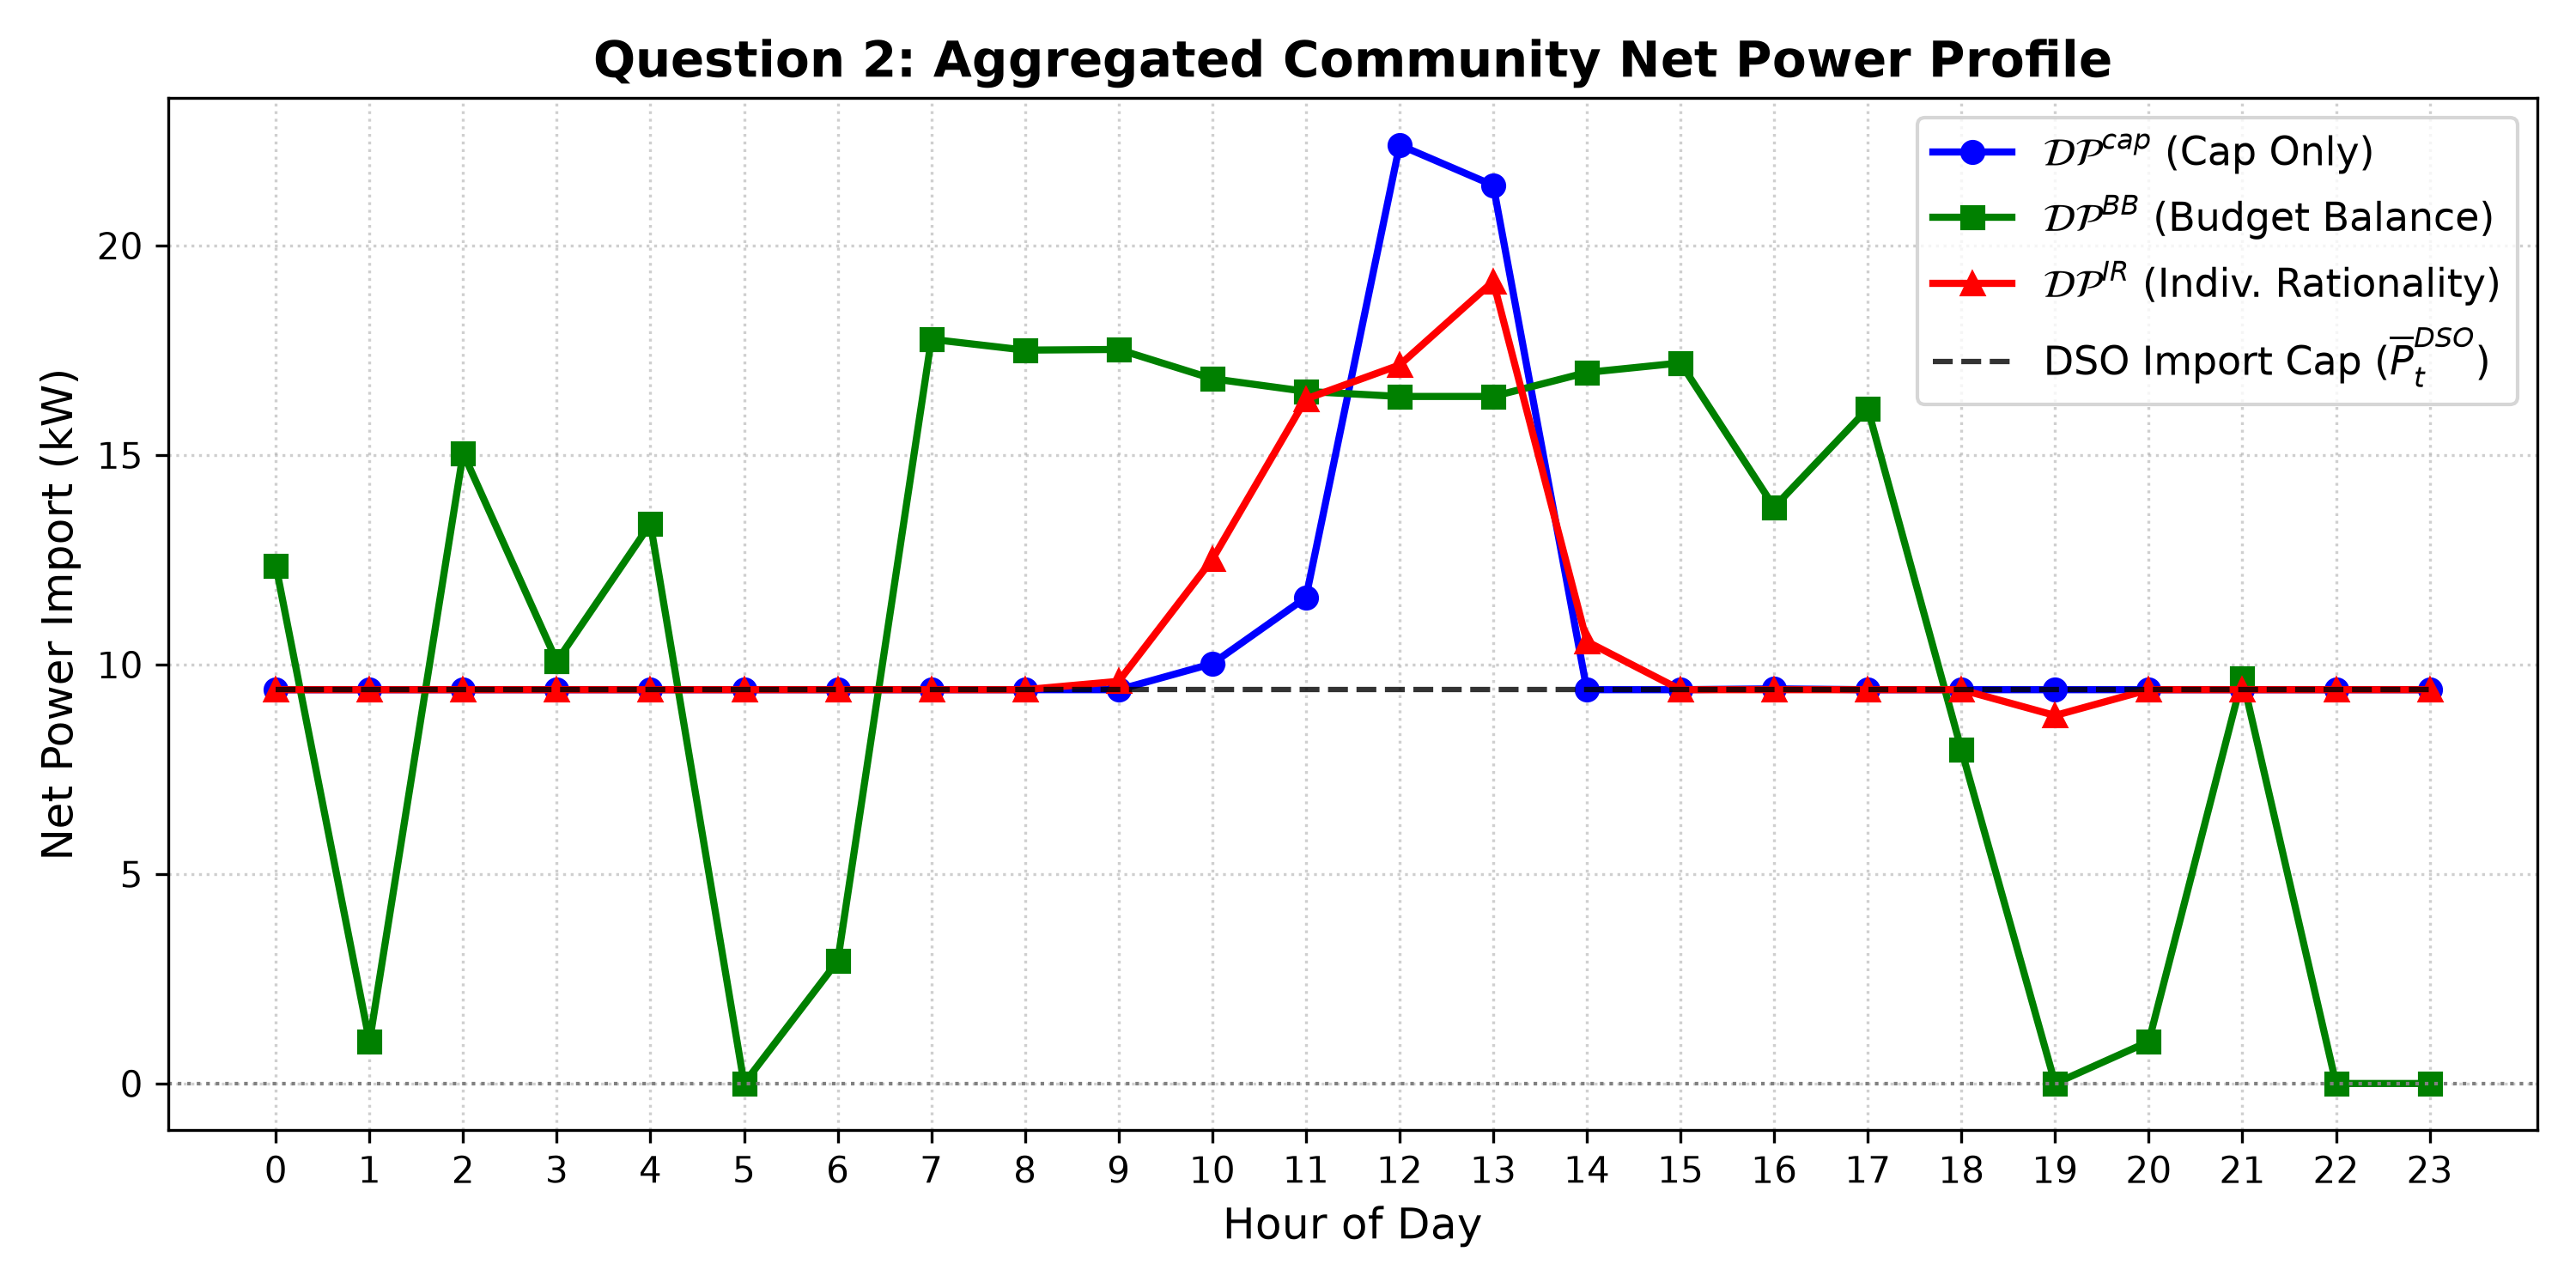 Question 2: Aggregated Community Net Power Profile
Net Power Import (kW)
20
15
10
5
0
𝒟𝒫^cap (Cap Only)
𝒟𝒫^BB (Budget Balance)
𝒟𝒫^IR (Indiv. Rationality)
DSO Import Cap (P̅_t^DSO)
0 1 2 3 4 5 6 7 8 9 10 11 12 13 14 15 16 17 18 19 20 21 22 23
Hour of Day